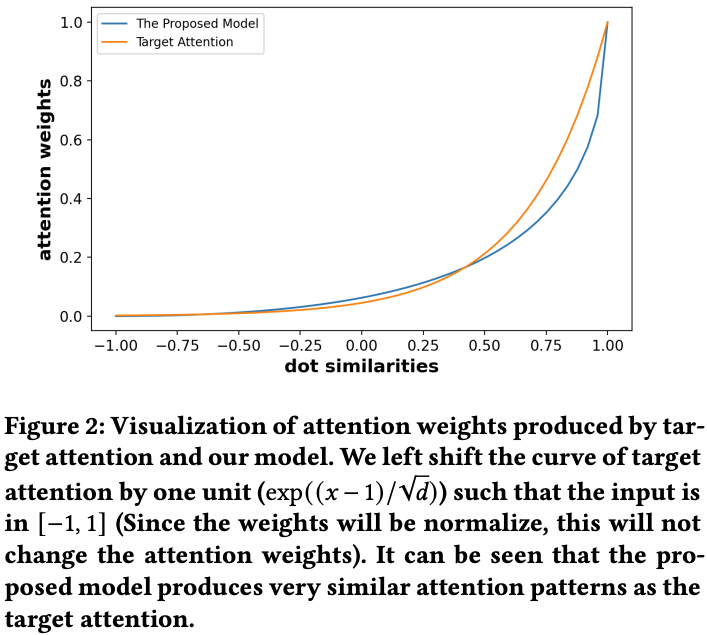 The Proposed Model
Target Attention
1.0
0.8
0.6
0.4
0.2
0.0
attention weights
−1.00 −0.75 −0.50 −0.25 0.00 0.25 0.50 0.75 1.00
dot similarities
Figure 2: Visualization of attention weights produced by tar-
get attention and our model. We left shift the curve of target
attention by one unit (exp((x − 1)/√d)) such that the input is
in [−1, 1] (Since the weights will be normalize, this will not
change the attention weights). It can be seen that the pro-
posed model produces very similar attention patterns as the
target attention.